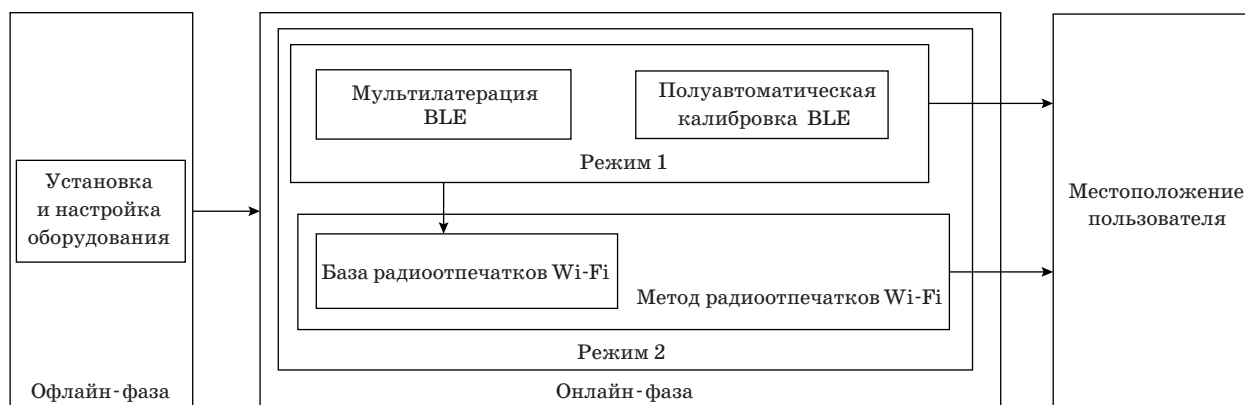 Установка
и настройка
оборудования
Офлайн-фаза
Мультилатерация
BLE
Полуавтоматическая
калибровка BLE
Режим 1
База радиоотпечатков Wi-Fi
Метод радиоотпечатков Wi-Fi
Режим 2
Онлайн-фаза
Местоположение
пользователя